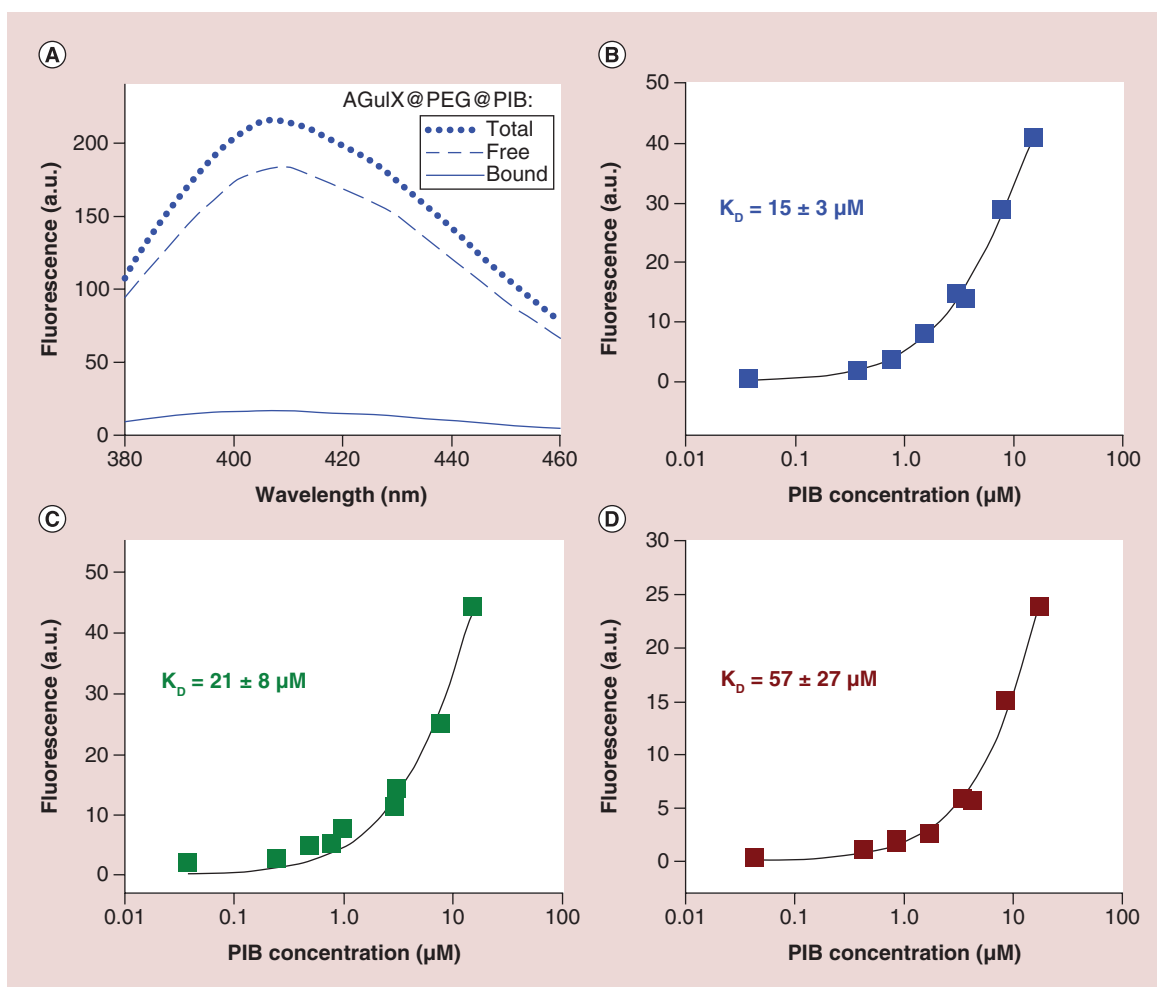 A
AGuIX@PEG@PIB:
Total
Free
Bound
200
150
100
50
0
380 400 420 440 460
Fluorescence (a.u.)
Wavelength (nm)
B
50
40
30
20
10
0
0.01 0.1 1.0 10 100
KD = 15 ± 3 µM
Fluorescence (a.u.)
PIB concentration (µM)
C
50
40
30
20
10
0
0.01 0.1 1.0 10 100
KD = 21 ± 8 µM
Fluorescence (a.u.)
PIB concentration (µM)
D
30
25
20
15
10
5
0
0.01 0.1 1.0 10 100
KD = 57 ± 27 µM
Fluorescence (a.u.)
PIB concentration (µM)